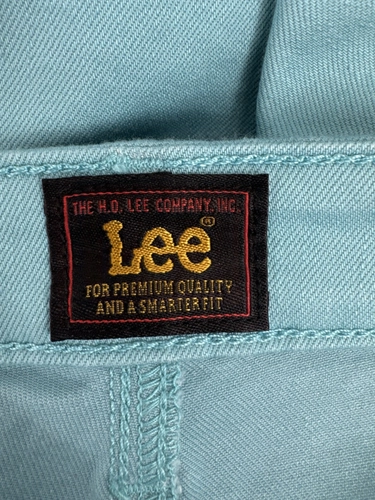 THE H.D. LEE COMPANY, INC.
Lee®
FOR PREMIUM QUALITY
AND A SMARTER FIT